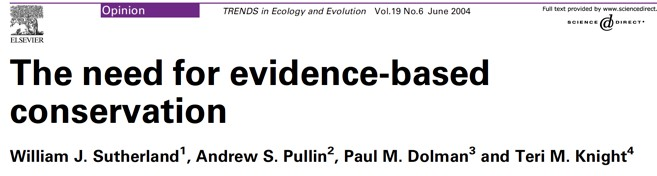 Opinion
TRENDS in Ecology and Evolution Vol.19 No.6 June 2004
Full text provided by www.sciencedirect.
SCIENCE @ DIRECT®
ELSEVIER
The need for evidence-based
conservation
William J. Sutherland¹, Andrew S. Pullin², Paul M. Dolman³ and Teri M. Knight⁴